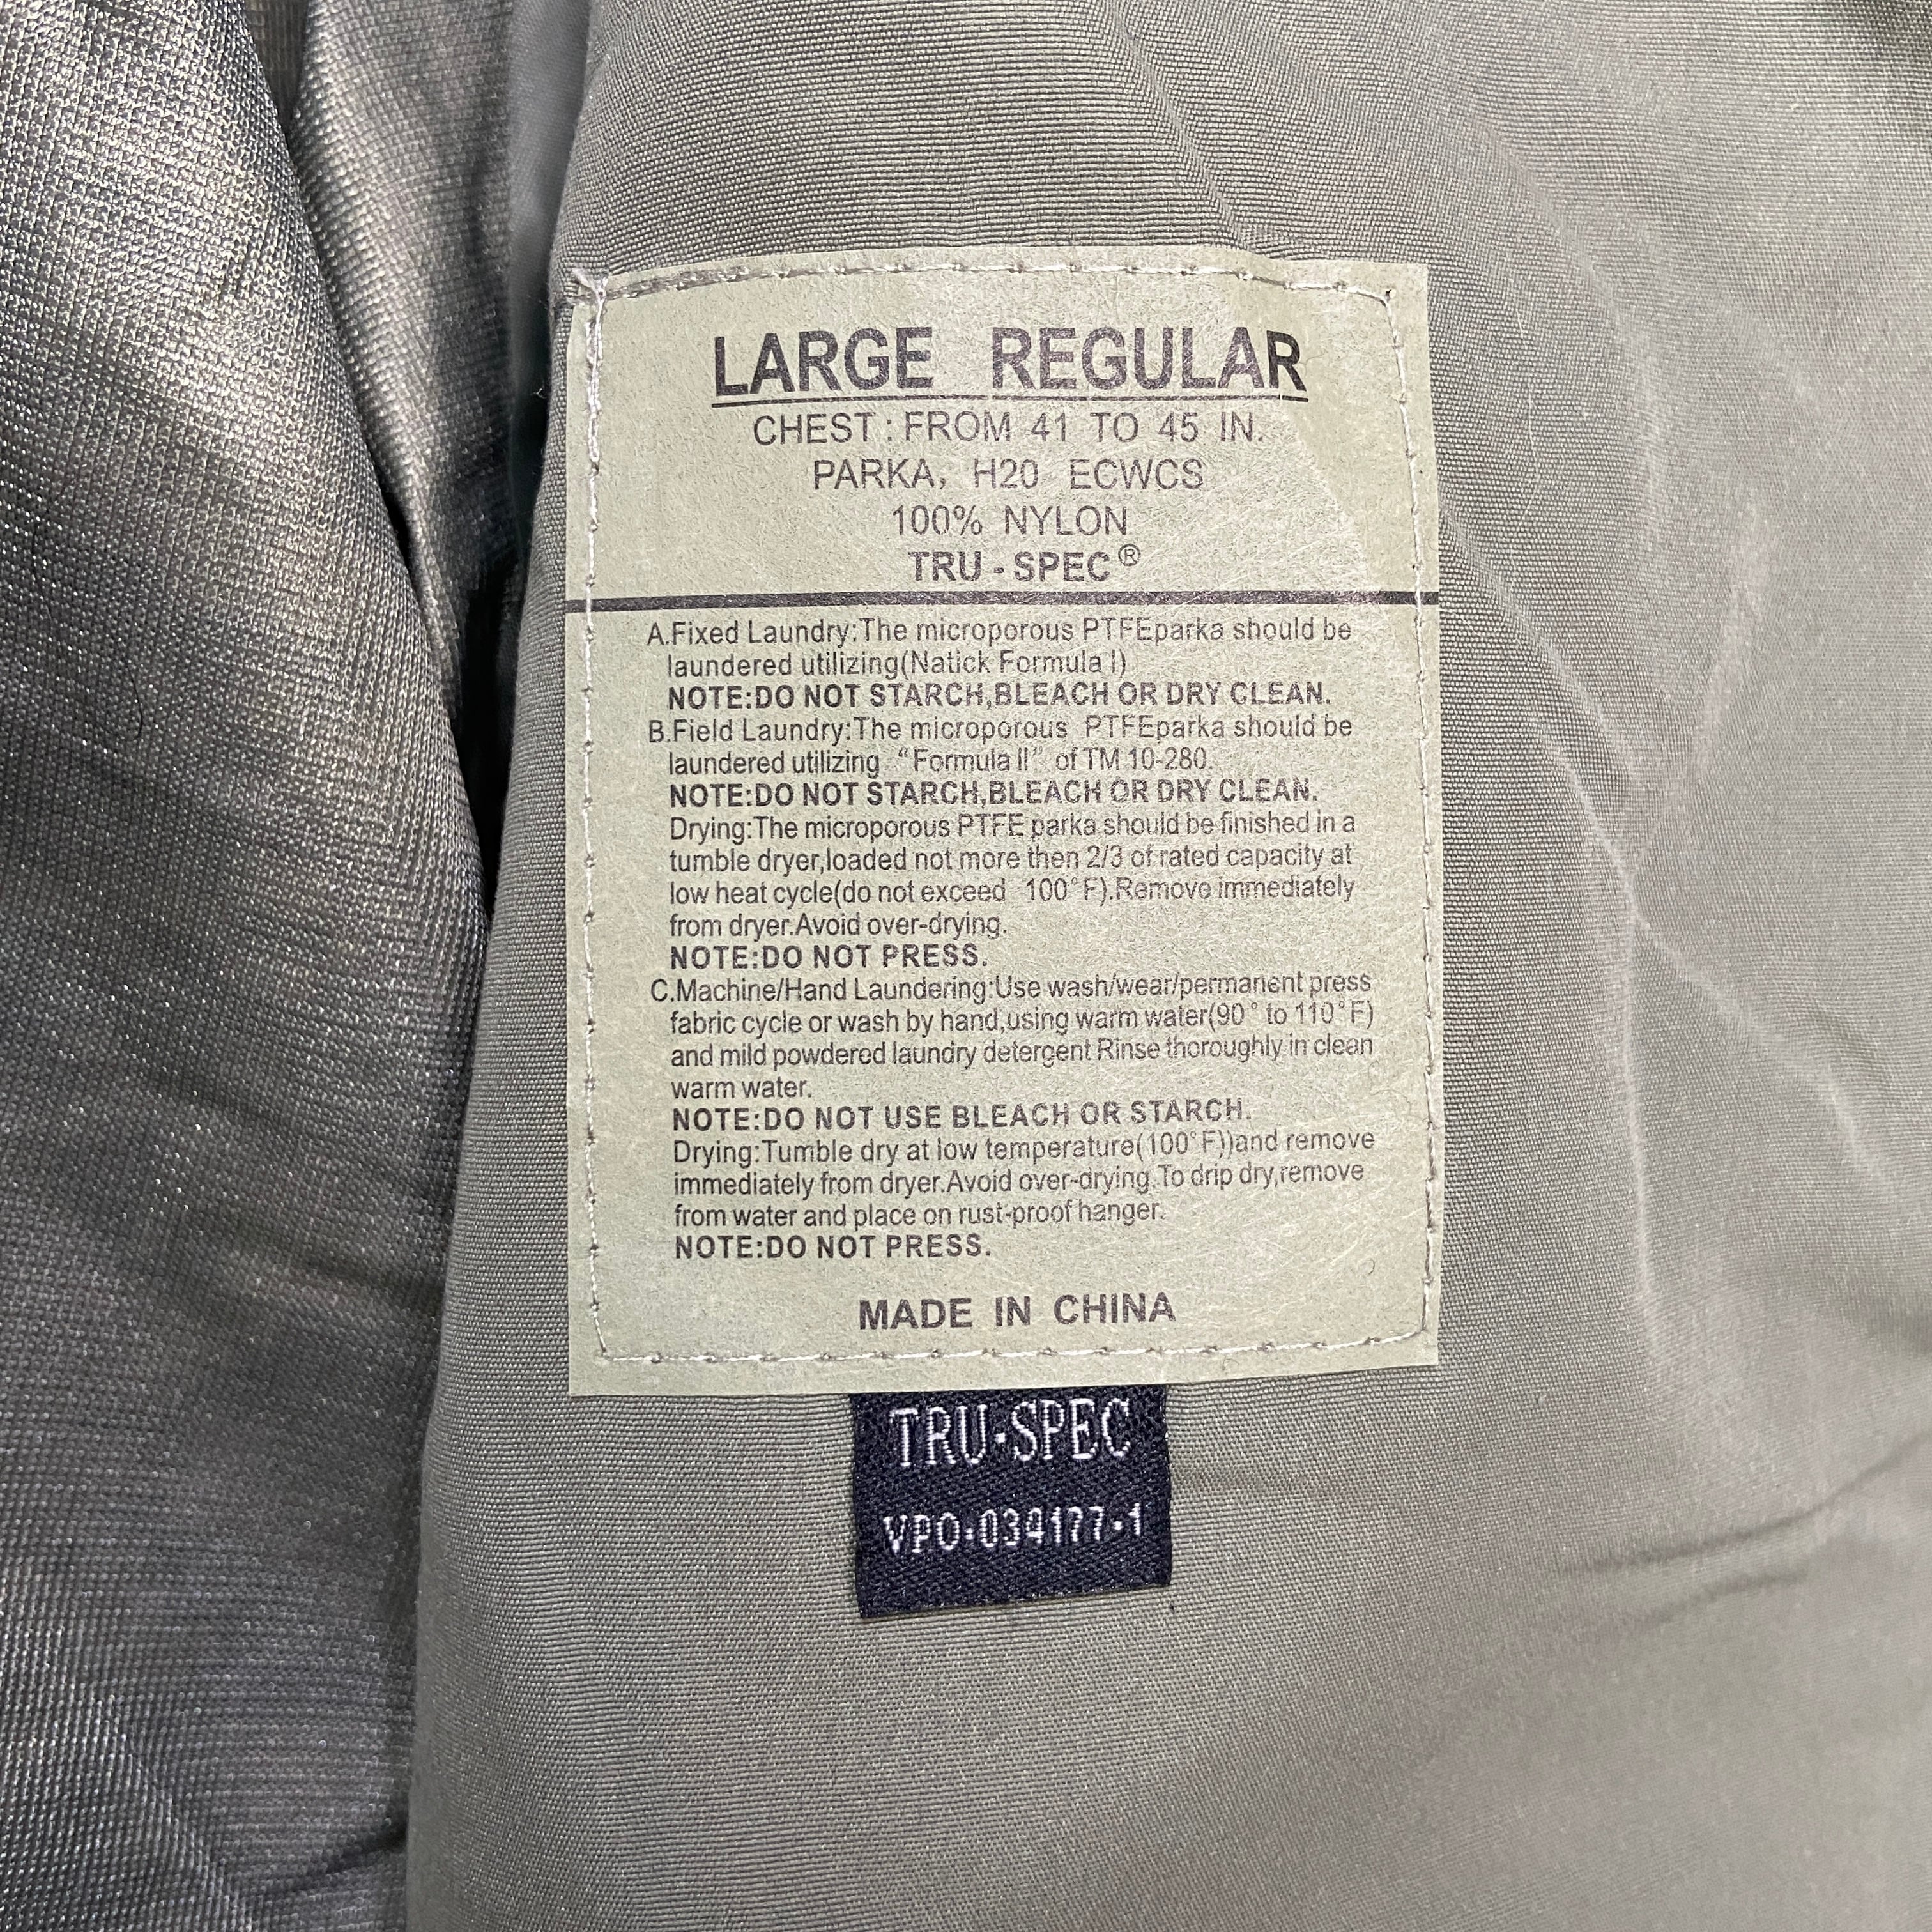 LARGE REGULAR
CHEST : FROM 41 TO 45 IN.
PARKA, H20 ECWCS
100% NYLON
TRU - SPEC®
A.Fixed Laundry:The microporous PTFEparka should be
laundered utilizing(Natick Formula I)
NOTE:DO NOT STARCH,BLEACH OR DRY CLEAN.
B.Field Laundry:The microporous PTFEparka should be
laundered utilizing "Formula II" of TM 10-280.
NOTE:DO NOT STARCH,BLEACH OR DRY CLEAN.
Drying:The microporous PTFE parka should be finished in a
tumble dryer,loaded not more then 2/3 of rated capacity at
low heat cycle(do not exceed 100°F).Remove immediately
from dryer.Avoid over-drying.
NOTE:DO NOT PRESS.
C.Machine/Hand Laundering:Use wash/wear/permanent press
fabric cycle or wash by hand,using warm water(90° to 110°F)
and mild powdered laundry detergent Rinse thoroughly in clean
warm water.
NOTE:DO NOT USE BLEACH OR STARCH.
Drying:Tumble dry at low temperature(100°F))and remove
immediately from dryer.Avoid over-drying.To drip dry,remove
from water and place on rust-proof hanger.
NOTE:DO NOT PRESS.
MADE IN CHINA
TRU·SPEC
VPO-034177-1